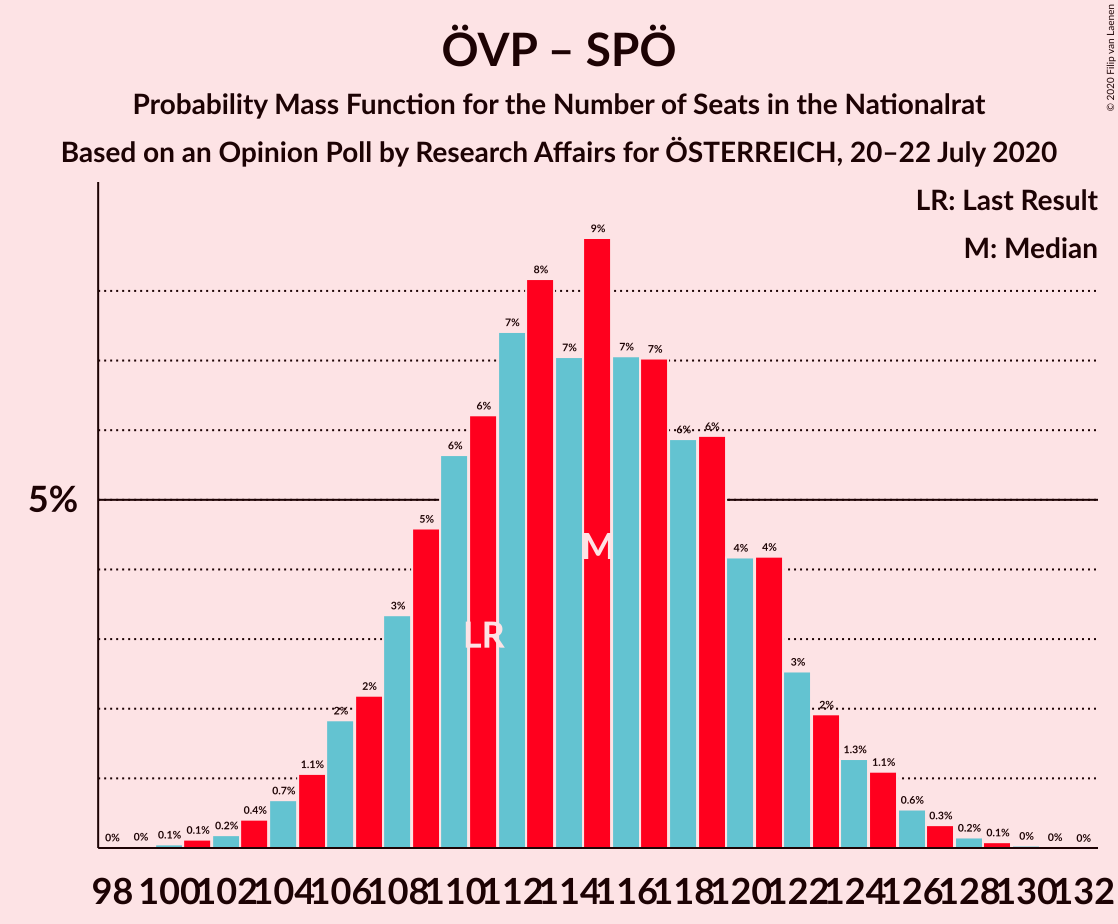 © 2020 Filip van Laenen
ÖVP – SPÖ
Probability Mass Function for the Number of Seats in the Nationalrat
Based on an Opinion Poll by Research Affairs for ÖSTERREICH, 20–22 July 2020
LR: Last Result
M: Median
5%
0% 0% 0.1% 0.1% 0.2% 0.4% 0.7% 1.1% 2% 2% 3% 5% 6% 6% 7% 8% 7% 9% 7% 7% 6% 6% 4% 4% 3% 2% 1.3% 1.1% 0.6% 0.3% 0.2% 0.1% 0% 0% 0%
M
LR
98 100 102 104 106 108 110 112 114 116 118 120 122 124 126 128 130 132